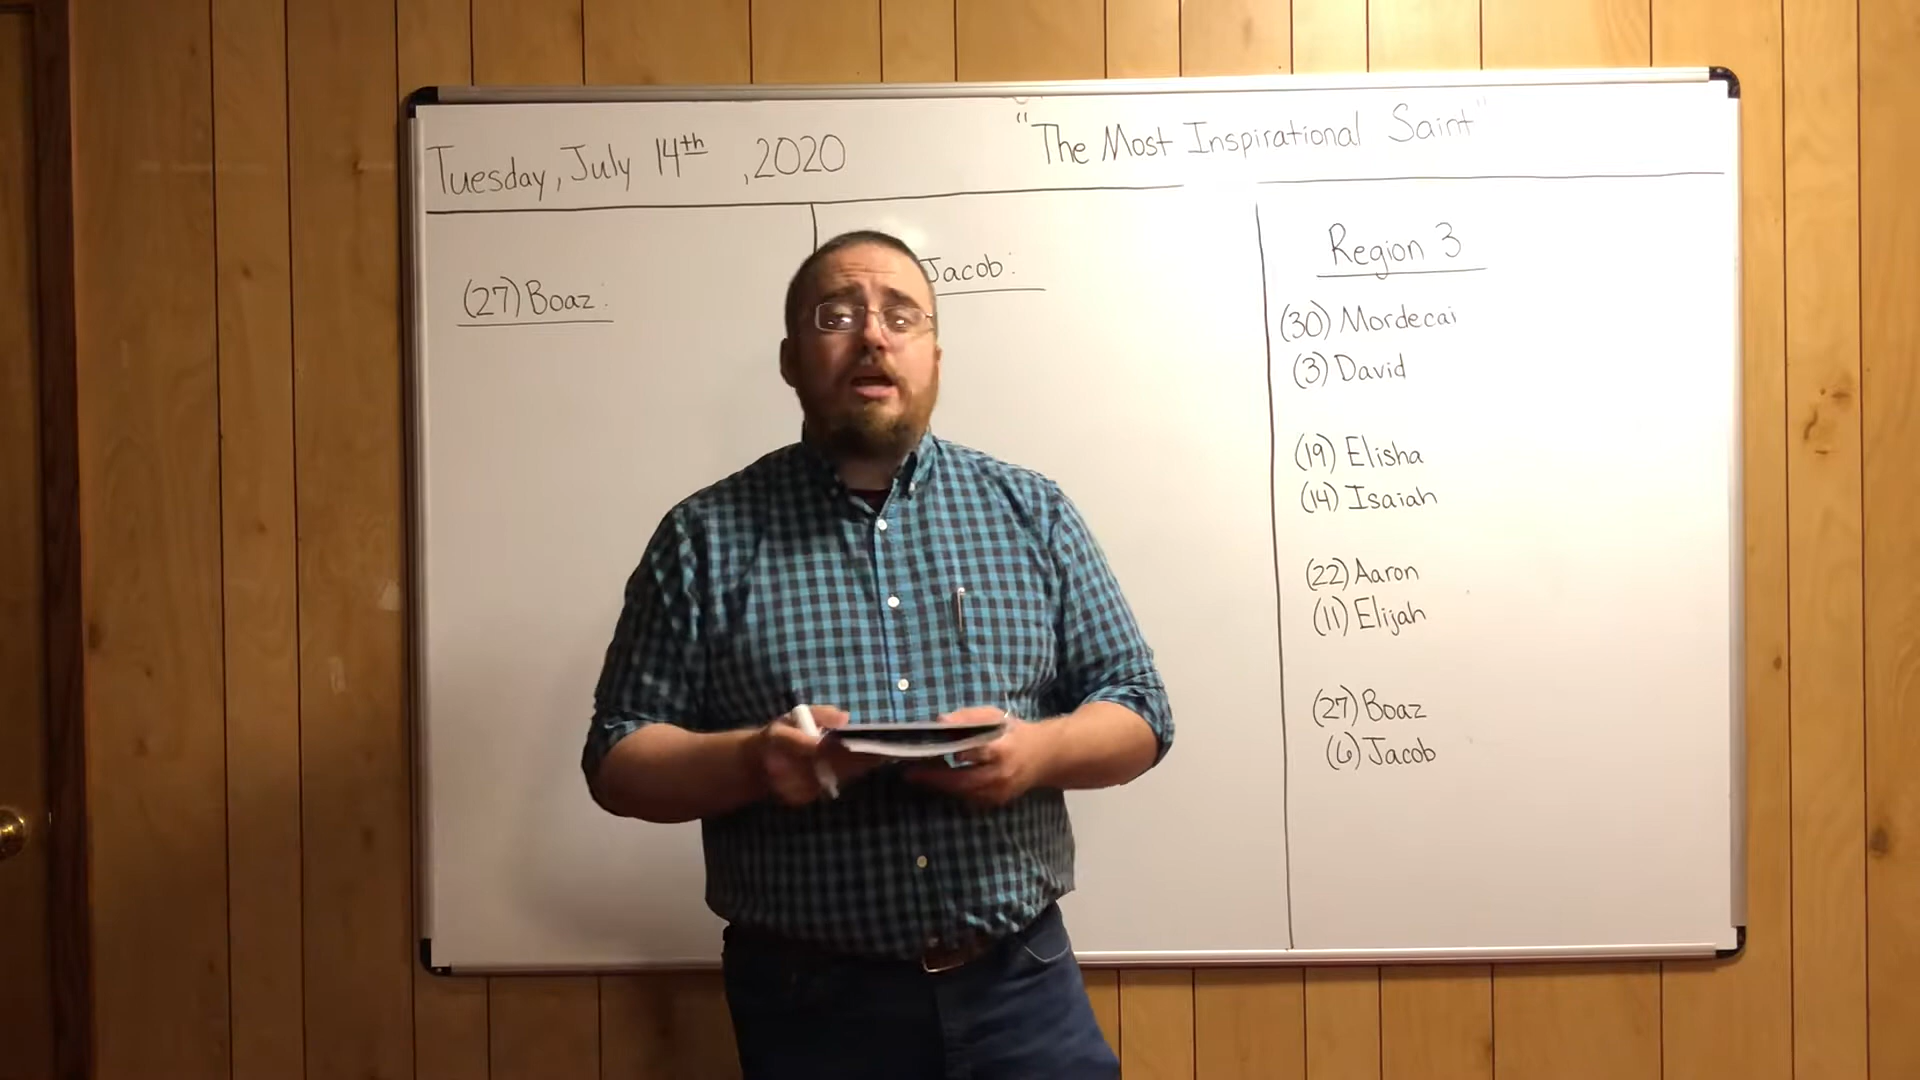 Tuesday, July 14th, 2020
"The Most Inspirational Saint"
(27) Boaz:
Jacob:
Region 3
(30) Mordecai
(3) David
(19) Elisha
(14) Isaiah
(22) Aaron
(11) Elijah
(27) Boaz
(6) Jacob